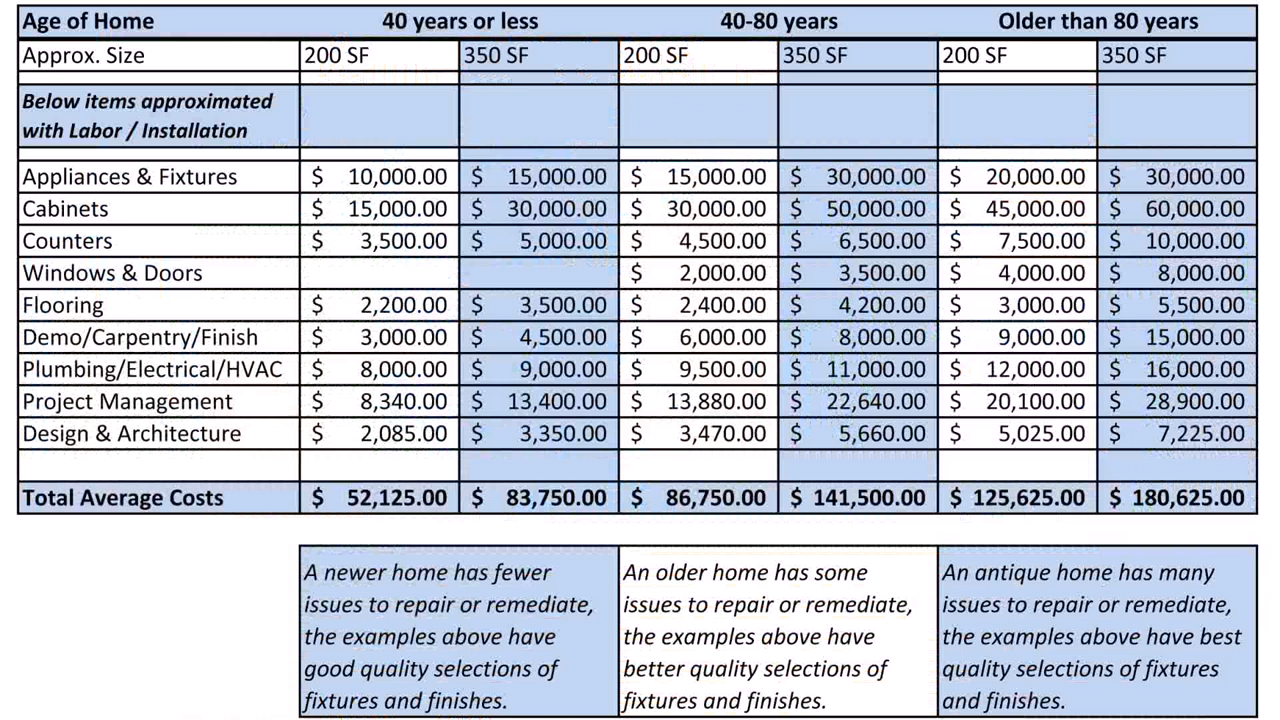 Age of Home 40 years or less 40-80 years Older than 80 years
Approx. Size 200 SF 350 SF 200 SF 350 SF 200 SF 350 SF
Below items approximated
with Labor / Installation
Appliances & Fixtures $ 10,000.00 $ 15,000.00 $ 15,000.00 $ 30,000.00 $ 20,000.00 $ 30,000.00
Cabinets $ 15,000.00 $ 30,000.00 $ 30,000.00 $ 50,000.00 $ 45,000.00 $ 60,000.00
Counters $ 3,500.00 $ 5,000.00 $ 4,500.00 $ 6,500.00 $ 7,500.00 $ 10,000.00
Windows & Doors $ 2,000.00 $ 3,500.00 $ 4,000.00 $ 8,000.00
Flooring $ 2,200.00 $ 3,500.00 $ 2,400.00 $ 4,200.00 $ 3,000.00 $ 5,500.00
Demo/Carpentry/Finish $ 3,000.00 $ 4,500.00 $ 6,000.00 $ 8,000.00 $ 9,000.00 $ 15,000.00
Plumbing/Electrical/HVAC $ 8,000.00 $ 9,000.00 $ 9,500.00 $ 11,000.00 $ 12,000.00 $ 16,000.00
Project Management $ 8,340.00 $ 13,400.00 $ 13,880.00 $ 22,640.00 $ 20,100.00 $ 28,900.00
Design & Architecture $ 2,085.00 $ 3,350.00 $ 3,470.00 $ 5,660.00 $ 5,025.00 $ 7,225.00
Total Average Costs $ 52,125.00 $ 83,750.00 $ 86,750.00 $ 141,500.00 $ 125,625.00 $ 180,625.00
A newer home has fewer
issues to repair or remediate,
the examples above have
good quality selections of
fixtures and finishes.
An older home has some
issues to repair or remediate,
the examples above have
better quality selections of
fixtures and finishes.
An antique home has many
issues to repair or remediate,
the examples above have best
quality selections of fixtures
and finishes.